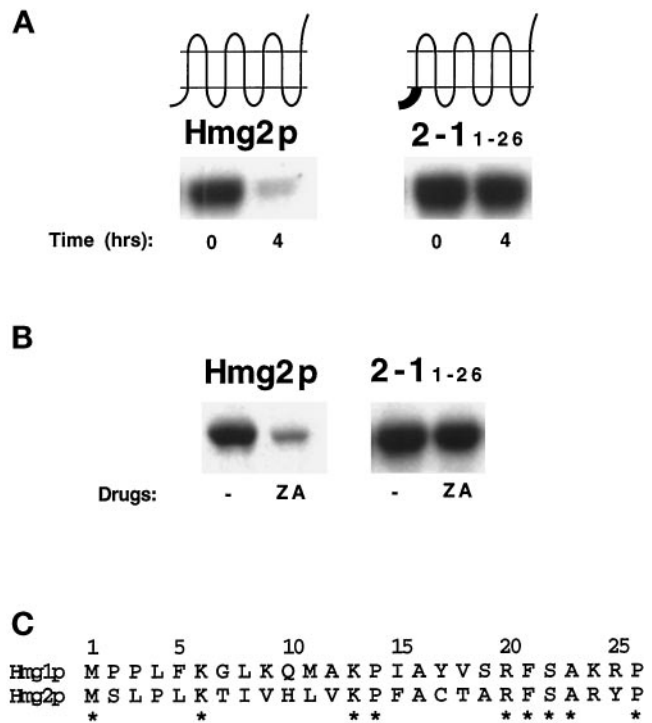 A
Hmg2p 2-1 1-26
Time (hrs): 0 4 0 4
B
Hmg2p 2-1 1-26
Drugs: - ZA - ZA
C
1 5 10 15 20 25
Hmg1p M P P L F K G L K Q M A K P I A Y V S R F S A K R P
Hmg2p M S L P L K T I V H L V K P F A C T A R F S A R Y P
* * * * * * * * *